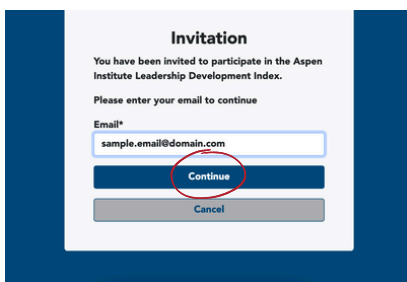 Invitation
You have been invited to participate in the Aspen
Institute Leadership Development Index.
Please enter your email to continue
Email*
sample.email@domain.com
Continue
Cancel